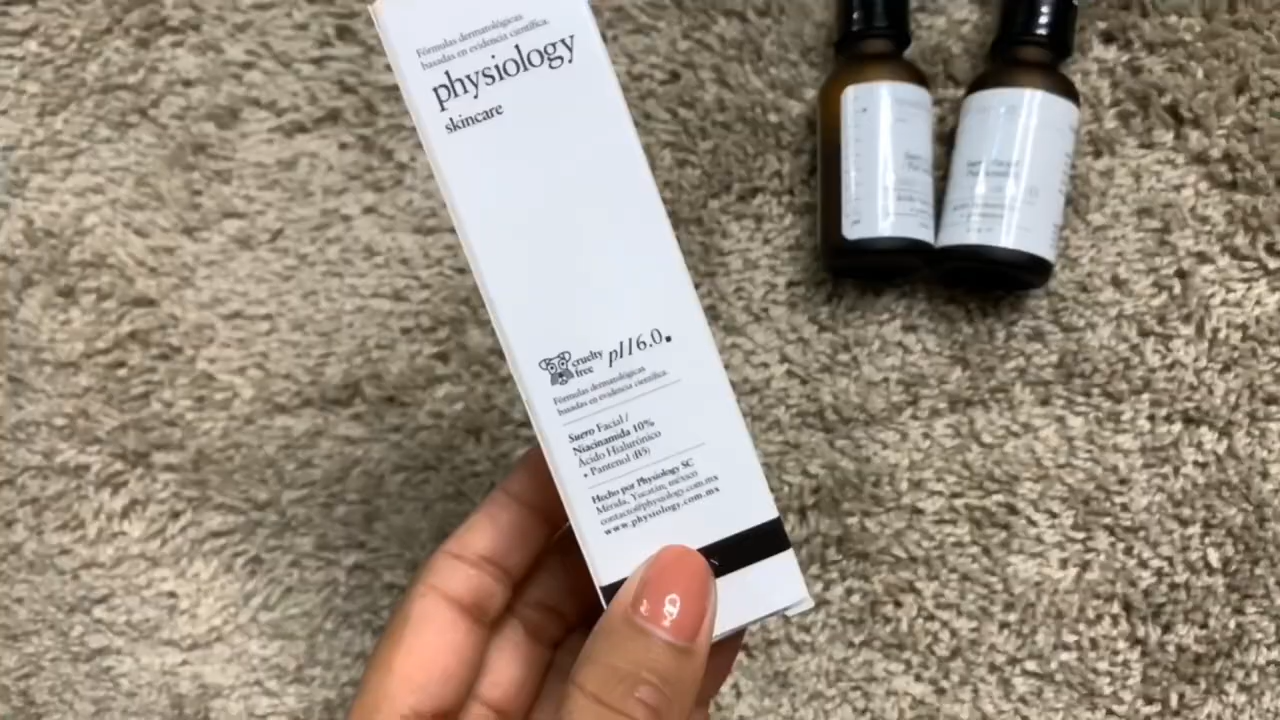 Fórmulas dermatológicas
basadas en evidencia científica.
physiology
skincare
cruelty
free
pH 6.0.
Fórmulas dermatológicas
basadas en evidencia científica.
Suero Facial /
Niacinamida 10%
Ácido Hialurónico
+ Pantenol (B5)
Hecho por Physiology SC
Mérida, Yucatán, méxico
contacto@physiology.com.mx
www.physiology.com.mx